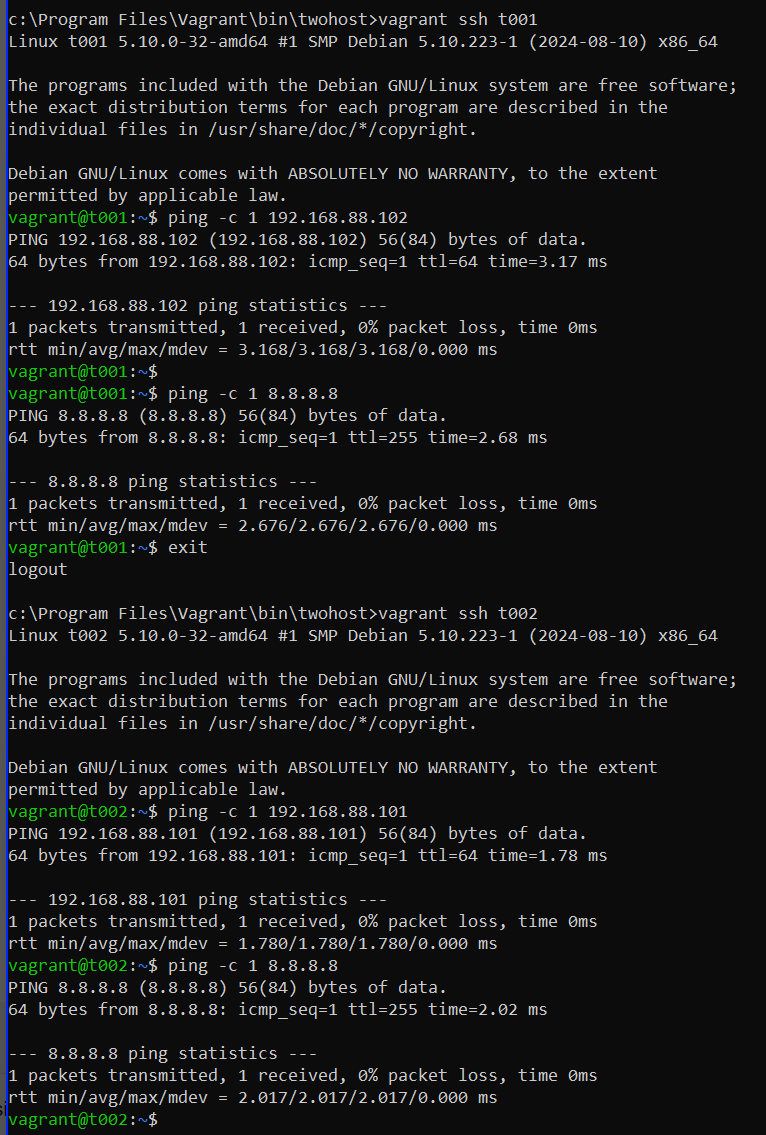 c:\Program Files\Vagrant\bin\twohost>vagrant ssh t001
Linux t001 5.10.0-32-amd64 #1 SMP Debian 5.10.223-1 (2024-08-10) x86_64

The programs included with the Debian GNU/Linux system are free software;
the exact distribution terms for each program are described in the
individual files in /usr/share/doc/*/copyright.

Debian GNU/Linux comes with ABSOLUTELY NO WARRANTY, to the extent
permitted by applicable law.
vagrant@t001:~$ ping -c 1 192.168.88.102
PING 192.168.88.102 (192.168.88.102) 56(84) bytes of data.
64 bytes from 192.168.88.102: icmp_seq=1 ttl=64 time=3.17 ms

--- 192.168.88.102 ping statistics ---
1 packets transmitted, 1 received, 0% packet loss, time 0ms
rtt min/avg/max/mdev = 3.168/3.168/3.168/0.000 ms
vagrant@t001:~$
vagrant@t001:~$ ping -c 1 8.8.8.8
PING 8.8.8.8 (8.8.8.8) 56(84) bytes of data.
64 bytes from 8.8.8.8: icmp_seq=1 ttl=255 time=2.68 ms

--- 8.8.8.8 ping statistics ---
1 packets transmitted, 1 received, 0% packet loss, time 0ms
rtt min/avg/max/mdev = 2.676/2.676/2.676/0.000 ms
vagrant@t001:~$ exit
logout

c:\Program Files\Vagrant\bin\twohost>vagrant ssh t002
Linux t002 5.10.0-32-amd64 #1 SMP Debian 5.10.223-1 (2024-08-10) x86_64

The programs included with the Debian GNU/Linux system are free software;
the exact distribution terms for each program are described in the
individual files in /usr/share/doc/*/copyright.

Debian GNU/Linux comes with ABSOLUTELY NO WARRANTY, to the extent
permitted by applicable law.
vagrant@t002:~$ ping -c 1 192.168.88.101
PING 192.168.88.101 (192.168.88.101) 56(84) bytes of data.
64 bytes from 192.168.88.101: icmp_seq=1 ttl=64 time=1.78 ms

--- 192.168.88.101 ping statistics ---
1 packets transmitted, 1 received, 0% packet loss, time 0ms
rtt min/avg/max/mdev = 1.780/1.780/1.780/0.000 ms
vagrant@t002:~$ ping -c 1 8.8.8.8
PING 8.8.8.8 (8.8.8.8) 56(84) bytes of data.
64 bytes from 8.8.8.8: icmp_seq=1 ttl=255 time=2.02 ms

--- 8.8.8.8 ping statistics ---
1 packets transmitted, 1 received, 0% packet loss, time 0ms
rtt min/avg/max/mdev = 2.017/2.017/2.017/0.000 ms
vagrant@t002:~$